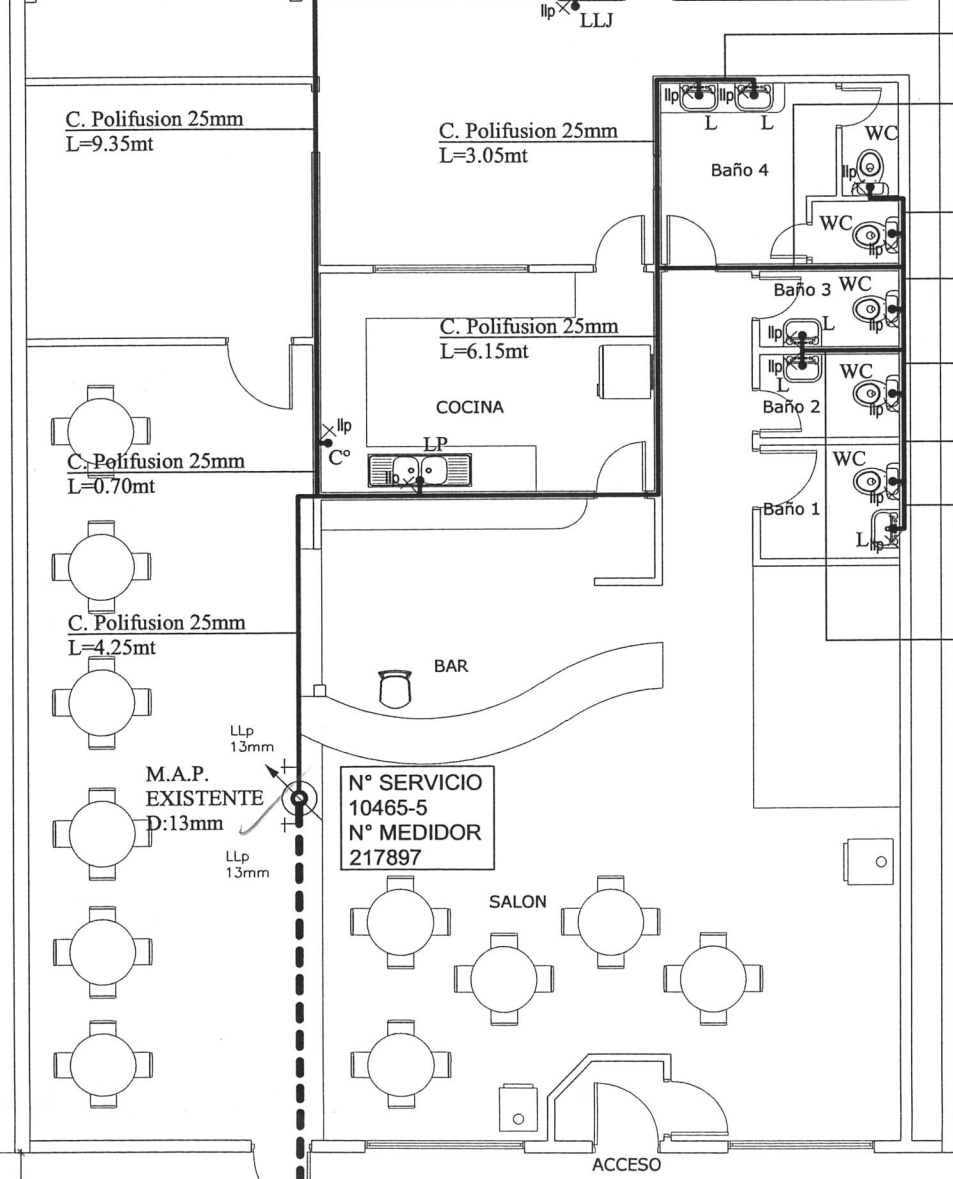 llp
LLJ
C. Polifusion 25mm
L=9.35mt
C. Polifusion 25mm
L=3.05mt
llp
llp
L
L
WC
Baño 4
llp
WC
llp
Baño 3
WC
llp
L
llp
C. Polifusion 25mm
L=6.15mt
llp
L
WC
llp
COCINA
Baño 2
llp
C°
LP
llp
C. Polifusion 25mm
L=0.70mt
WC
llp
Baño 1
L
llp
C. Polifusion 25mm
L=4.25mt
BAR
LLp
13mm
M.A.P.
EXISTENTE
D:13mm
LLp
13mm
N° SERVICIO
10465-5
N° MEDIDOR
217897
SALON
ACCESO